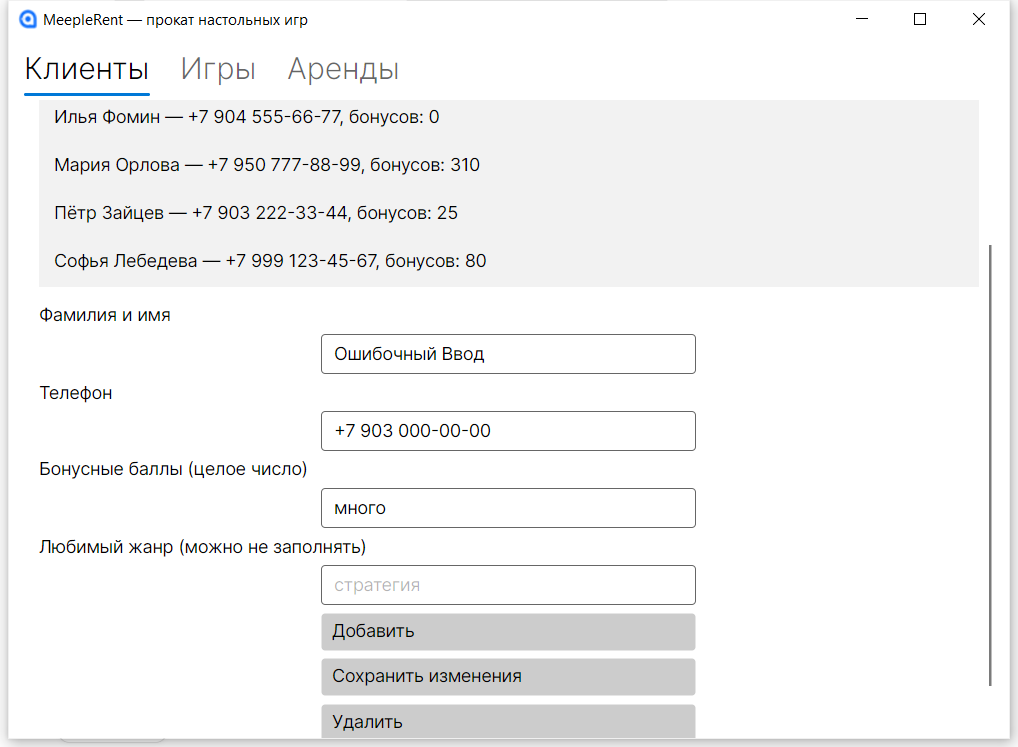 MeepleRent — прокат настольных игр
Клиенты Игры Аренды
Илья Фомин — +7 904 555-66-77, бонусов: 0
Мария Орлова — +7 950 777-88-99, бонусов: 310
Пётр Зайцев — +7 903 222-33-44, бонусов: 25
Софья Лебедева — +7 999 123-45-67, бонусов: 80
Фамилия и имя
Ошибочный Ввод
Телефон
+7 903 000-00-00
Бонусные баллы (целое число)
много
Любимый жанр (можно не заполнять)
стратегия
Добавить
Сохранить изменения
Удалить